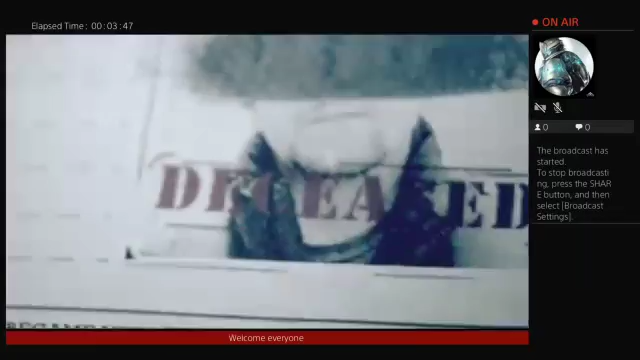 Elapsed Time : 00 : 03 : 47
ON AIR
DECEASED
0 0
The broadcast has
started.
To stop broadcasti
ng, press the SHAR
E button, and then
select [Broadcast
Settings].
Welcome everyone